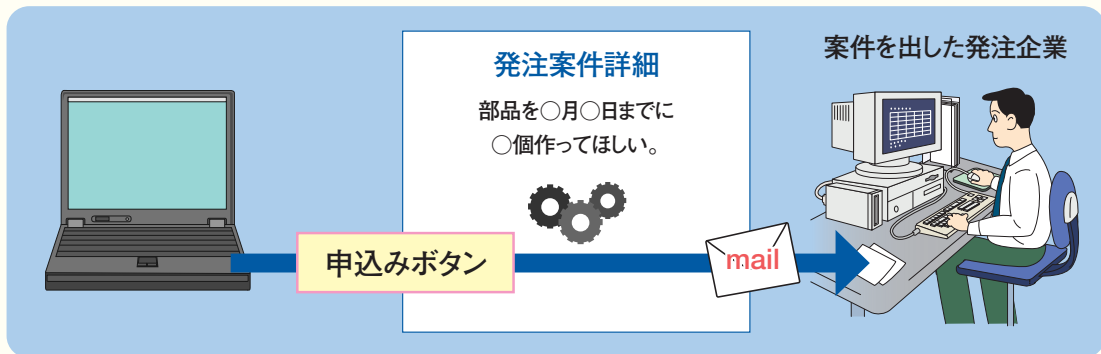 発注案件詳細
部品を○月○日までに
○個作ってほしい。
申込みボタン
mail
案件を出した発注企業